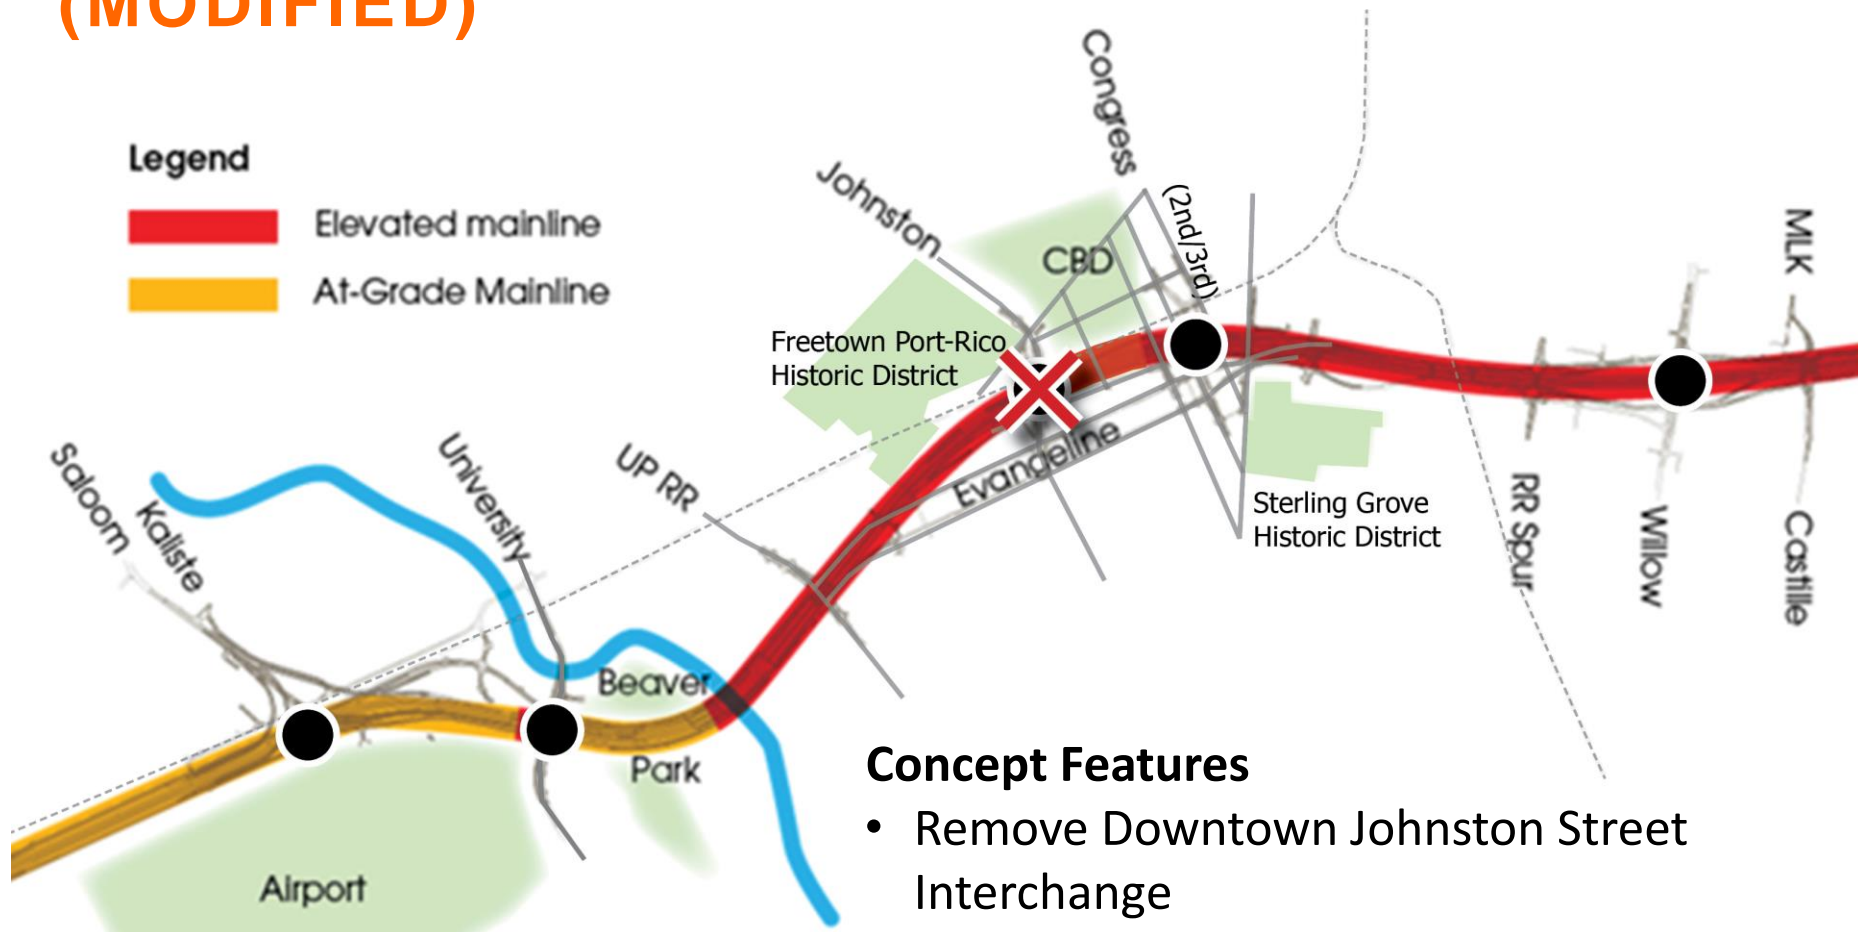 (MODIFIED)
Legend
Elevated mainline
At-Grade Mainline
Congress
Johnston
(2nd/3rd)
CBD
MLK
Freetown Port-Rico
Historic District
Evangeline
UP RR
University
Saloom
Kaliste
Sterling Grove
Historic District
RR Spur
Willow
Castille
Beaver
Park
Airport
Concept Features
• Remove Downtown Johnston Street
Interchange